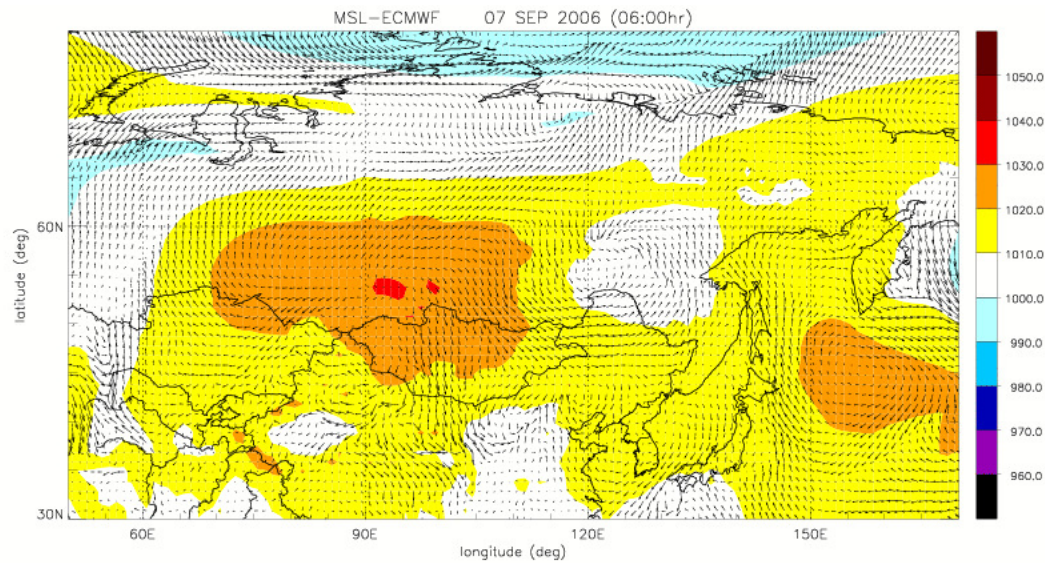 MSL-ECMWF 07 SEP 2006 (06:00hr)
1050.0
1040.0
1030.0
1020.0
1010.0
1000.0
990.0
980.0
970.0
960.0
60N
30N
latitude (deg)
60E 90E 120E 150E
longitude (deg)